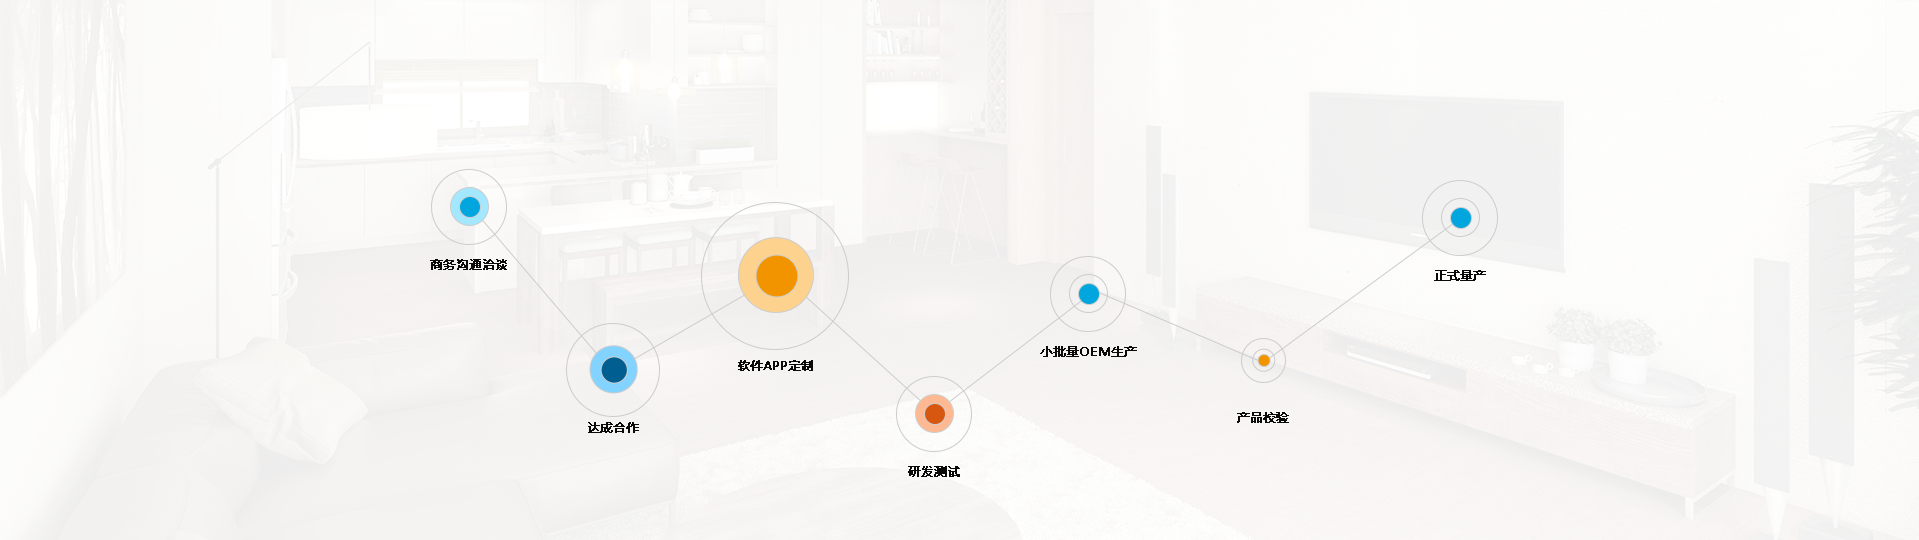 商务沟通洽谈
达成合作
软件APP定制
研发测试
小批量OEM生产
产品校验
正式量产